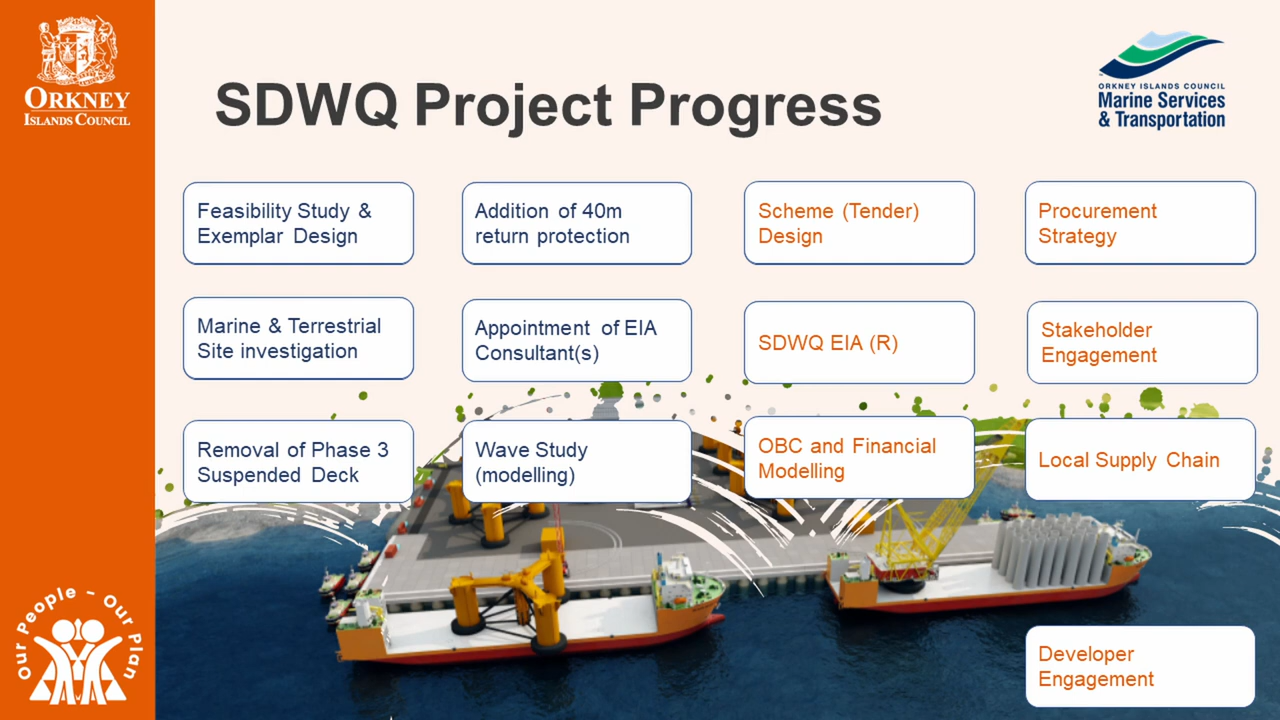 ORKNEY
ISLANDS COUNCIL
SDWQ Project Progress
ORKNEY ISLANDS COUNCIL
Marine Services
& Transportation
Feasibility Study &
Exemplar Design
Addition of 40m
return protection
Scheme (Tender)
Design
Procurement
Strategy
Marine & Terrestrial
Site investigation
Appointment of EIA
Consultant(s)
SDWQ EIA (R)
Stakeholder
Engagement
Removal of Phase 3
Suspended Deck
Wave Study
(modelling)
OBC and Financial
Modelling
Local Supply Chain
Developer
Engagement
Our People - Our Plan